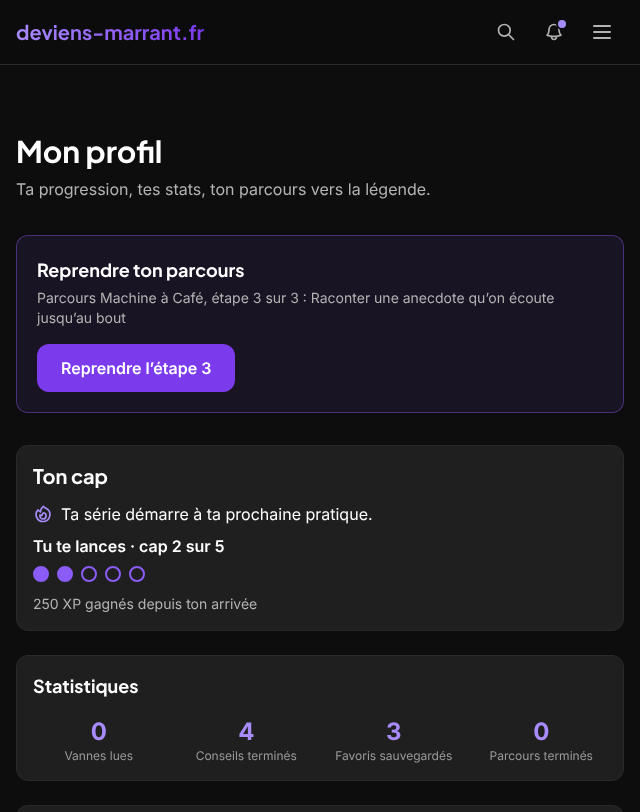 deviens-marrant.fr
Mon profil
Ta progression, tes stats, ton parcours vers la légende.
Reprendre ton parcours
Parcours Machine à Café, étape 3 sur 3 : Raconter une anecdote qu’on écoute
jusqu’au bout
Reprendre l’étape 3
Ton cap
Ta série démarre à ta prochaine pratique.
Tu te lances · cap 2 sur 5
250 XP gagnés depuis ton arrivée
Statistiques
0 4 3 0
Vannes lues Conseils terminés Favoris sauvegardés Parcours terminés